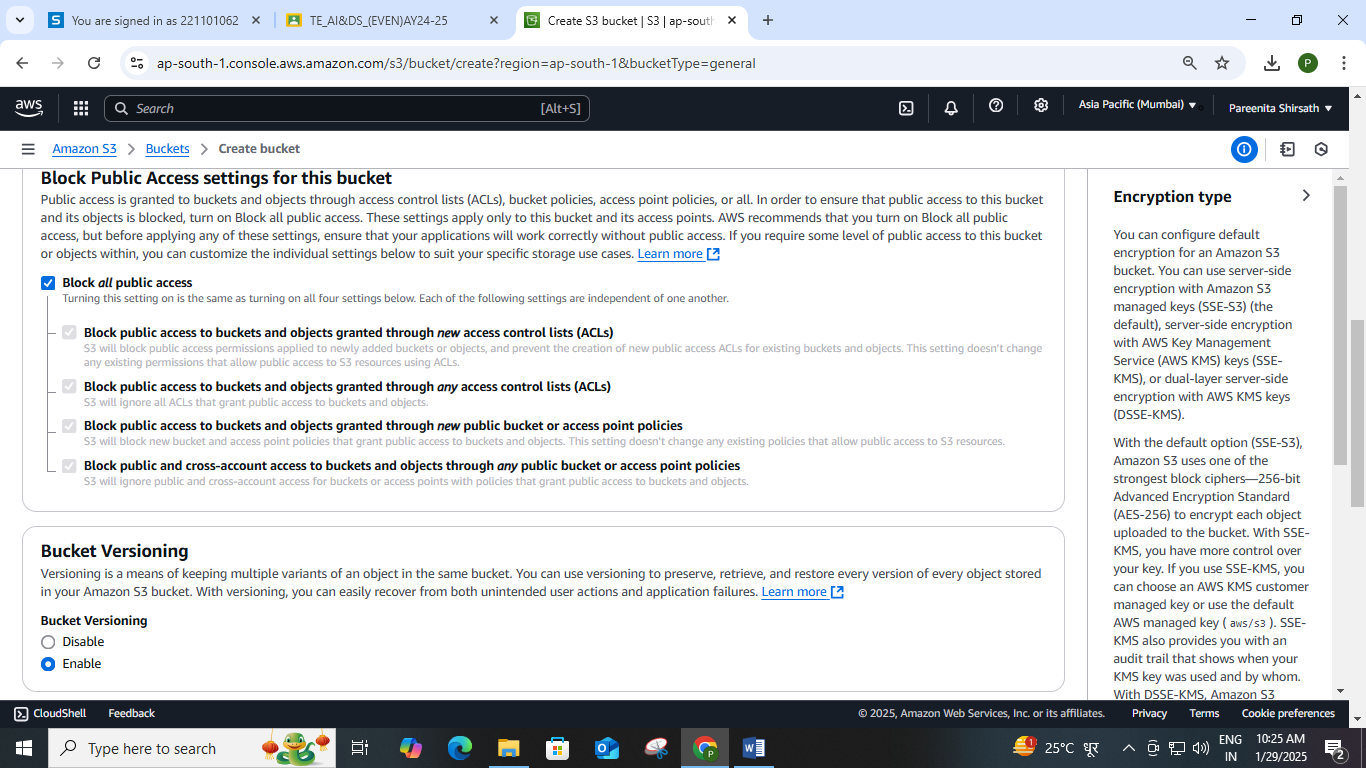 You are signed in as 221101062
TE_AI&DS_(EVEN)AY24-25
Create S3 bucket | S3 | ap-sout
ap-south-1.console.aws.amazon.com/s3/bucket/create?region=ap-south-1&bucketType=general
P
aws
Search
[Alt+S]
Asia Pacific (Mumbai)
Pareenita Shirsath
Amazon S3
Buckets
Create bucket
Block Public Access settings for this bucket
Public access is granted to buckets and objects through access control lists (ACLs), bucket policies, access point policies, or all. In order to ensure that public access to this bucket
and its objects is blocked, turn on Block all public access. These settings apply only to this bucket and its access points. AWS recommends that you turn on Block all public
access, but before applying any of these settings, ensure that your applications will work correctly without public access. If you require some level of public access to this bucket
or objects within, you can customize the individual settings below to suit your specific storage use cases. Learn more
Block all public access
Turning this setting on is the same as turning on all four settings below. Each of the following settings are independent of one another.
Block public access to buckets and objects granted through new access control lists (ACLs)
S3 will block public access permissions applied to newly added buckets or objects, and prevent the creation of new public access ACLs for existing buckets and objects. This setting doesn't change
any existing permissions that allow public access to S3 resources using ACLs.
Block public access to buckets and objects granted through any access control lists (ACLs)
S3 will ignore all ACLs that grant public access to buckets and objects.
Block public access to buckets and objects granted through new public bucket or access point policies
S3 will block new bucket and access point policies that grant public access to buckets and objects. This setting doesn't change any existing policies that allow public access to S3 resources.
Block public and cross-account access to buckets and objects through any public bucket or access point policies
S3 will ignore public and cross-account access for buckets or access points with policies that grant public access to buckets and objects.
Bucket Versioning
Versioning is a means of keeping multiple variants of an object in the same bucket. You can use versioning to preserve, retrieve, and restore every version of every object stored
in your Amazon S3 bucket. With versioning, you can easily recover from both unintended user actions and application failures. Learn more
Bucket Versioning
Disable
Enable
Encryption type
You can configure default
encryption for an Amazon S3
bucket. You can use server-side
encryption with Amazon S3
managed keys (SSE-S3) (the
default), server-side encryption
with AWS Key Management
Service (AWS KMS) keys (SSE-
KMS), or dual-layer server-side
encryption with AWS KMS keys
(DSSE-KMS).
With the default option (SSE-S3),
Amazon S3 uses one of the
strongest block ciphers—256-bit
Advanced Encryption Standard
(AES-256) to encrypt each object
uploaded to the bucket. With SSE-
KMS, you have more control over
your key. If you use SSE-KMS, you
can choose an AWS KMS customer
managed key or use the default
AWS managed key ( aws/s3 ). SSE-
KMS also provides you with an
audit trail that shows when your
KMS key was used and by whom.
With DSSE-KMS, Amazon S3
CloudShell
Feedback
© 2025, Amazon Web Services, Inc. or its affiliates.
Privacy
Terms
Cookie preferences
Type here to search
1
25°C
धूर
ENG
IN
10:25 AM
1/29/2025
2